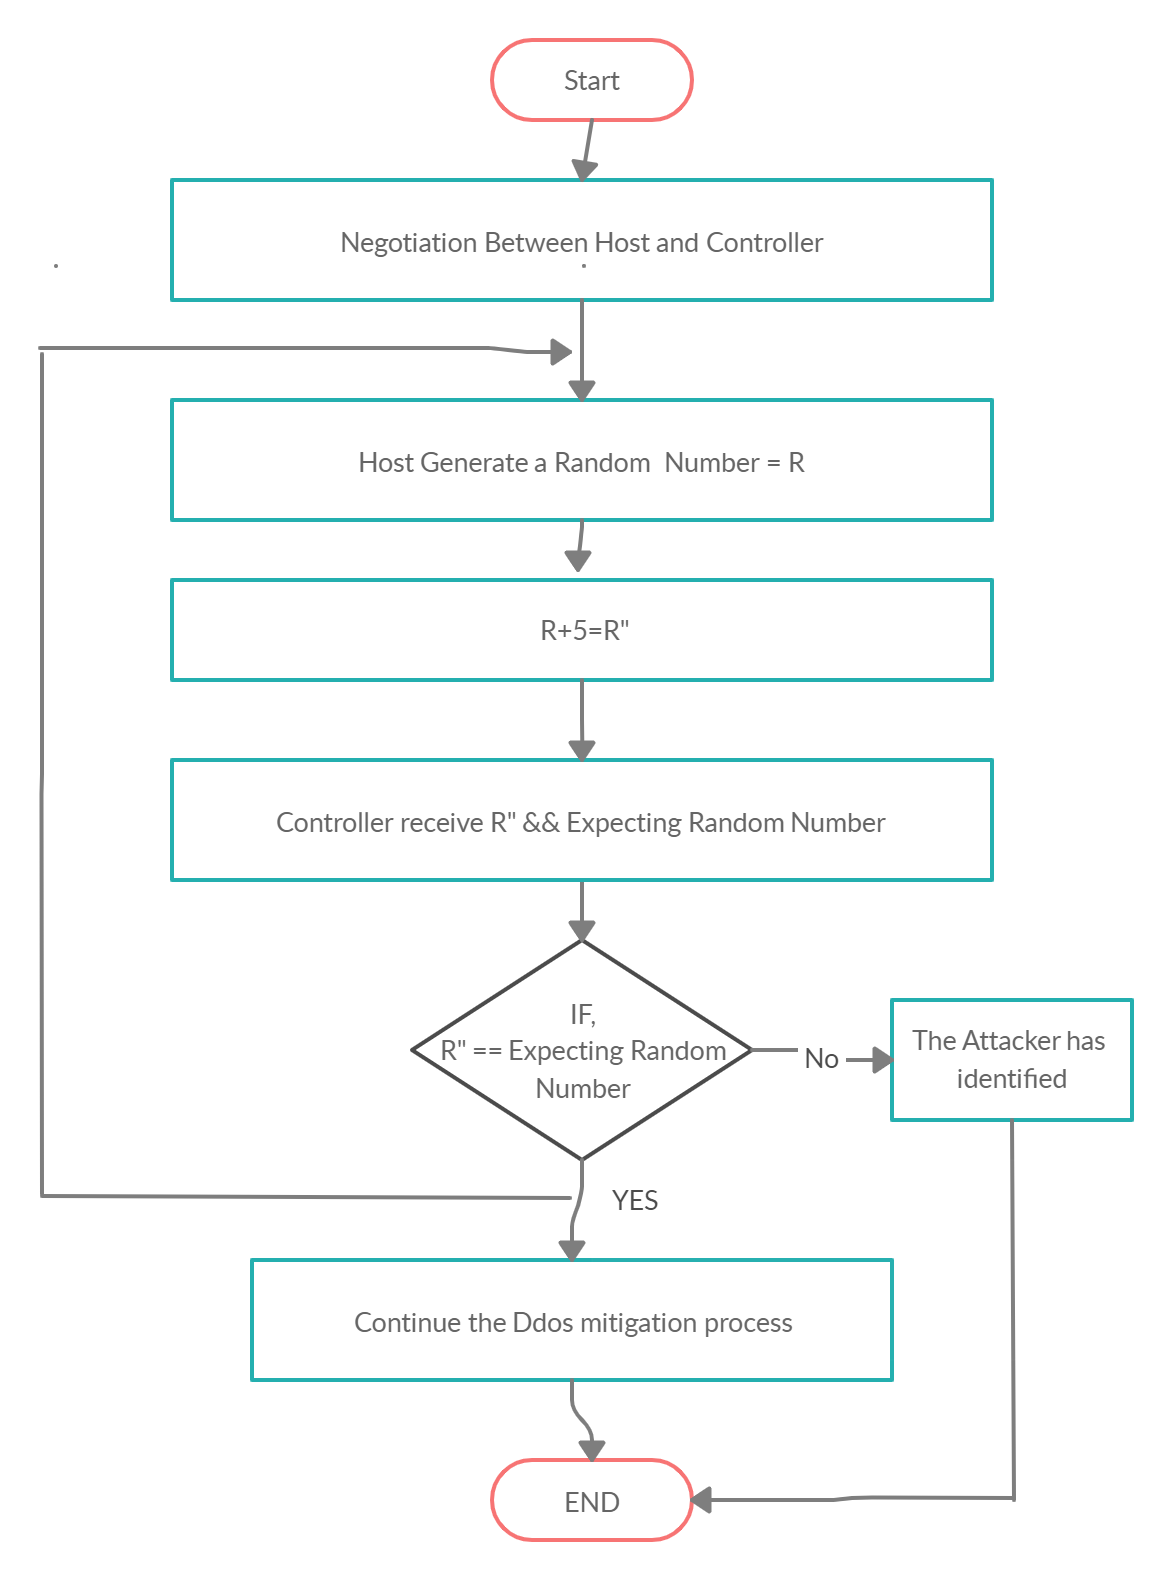 Start
Negotiation Between Host and Controller
Host Generate a Random  Number = R
R+5=R"
Controller receive R" && Expecting Random Number
IF,
R" == Expecting Random
Number
No
The Attacker has
identified
YES
Continue the Ddos mitigation process
END